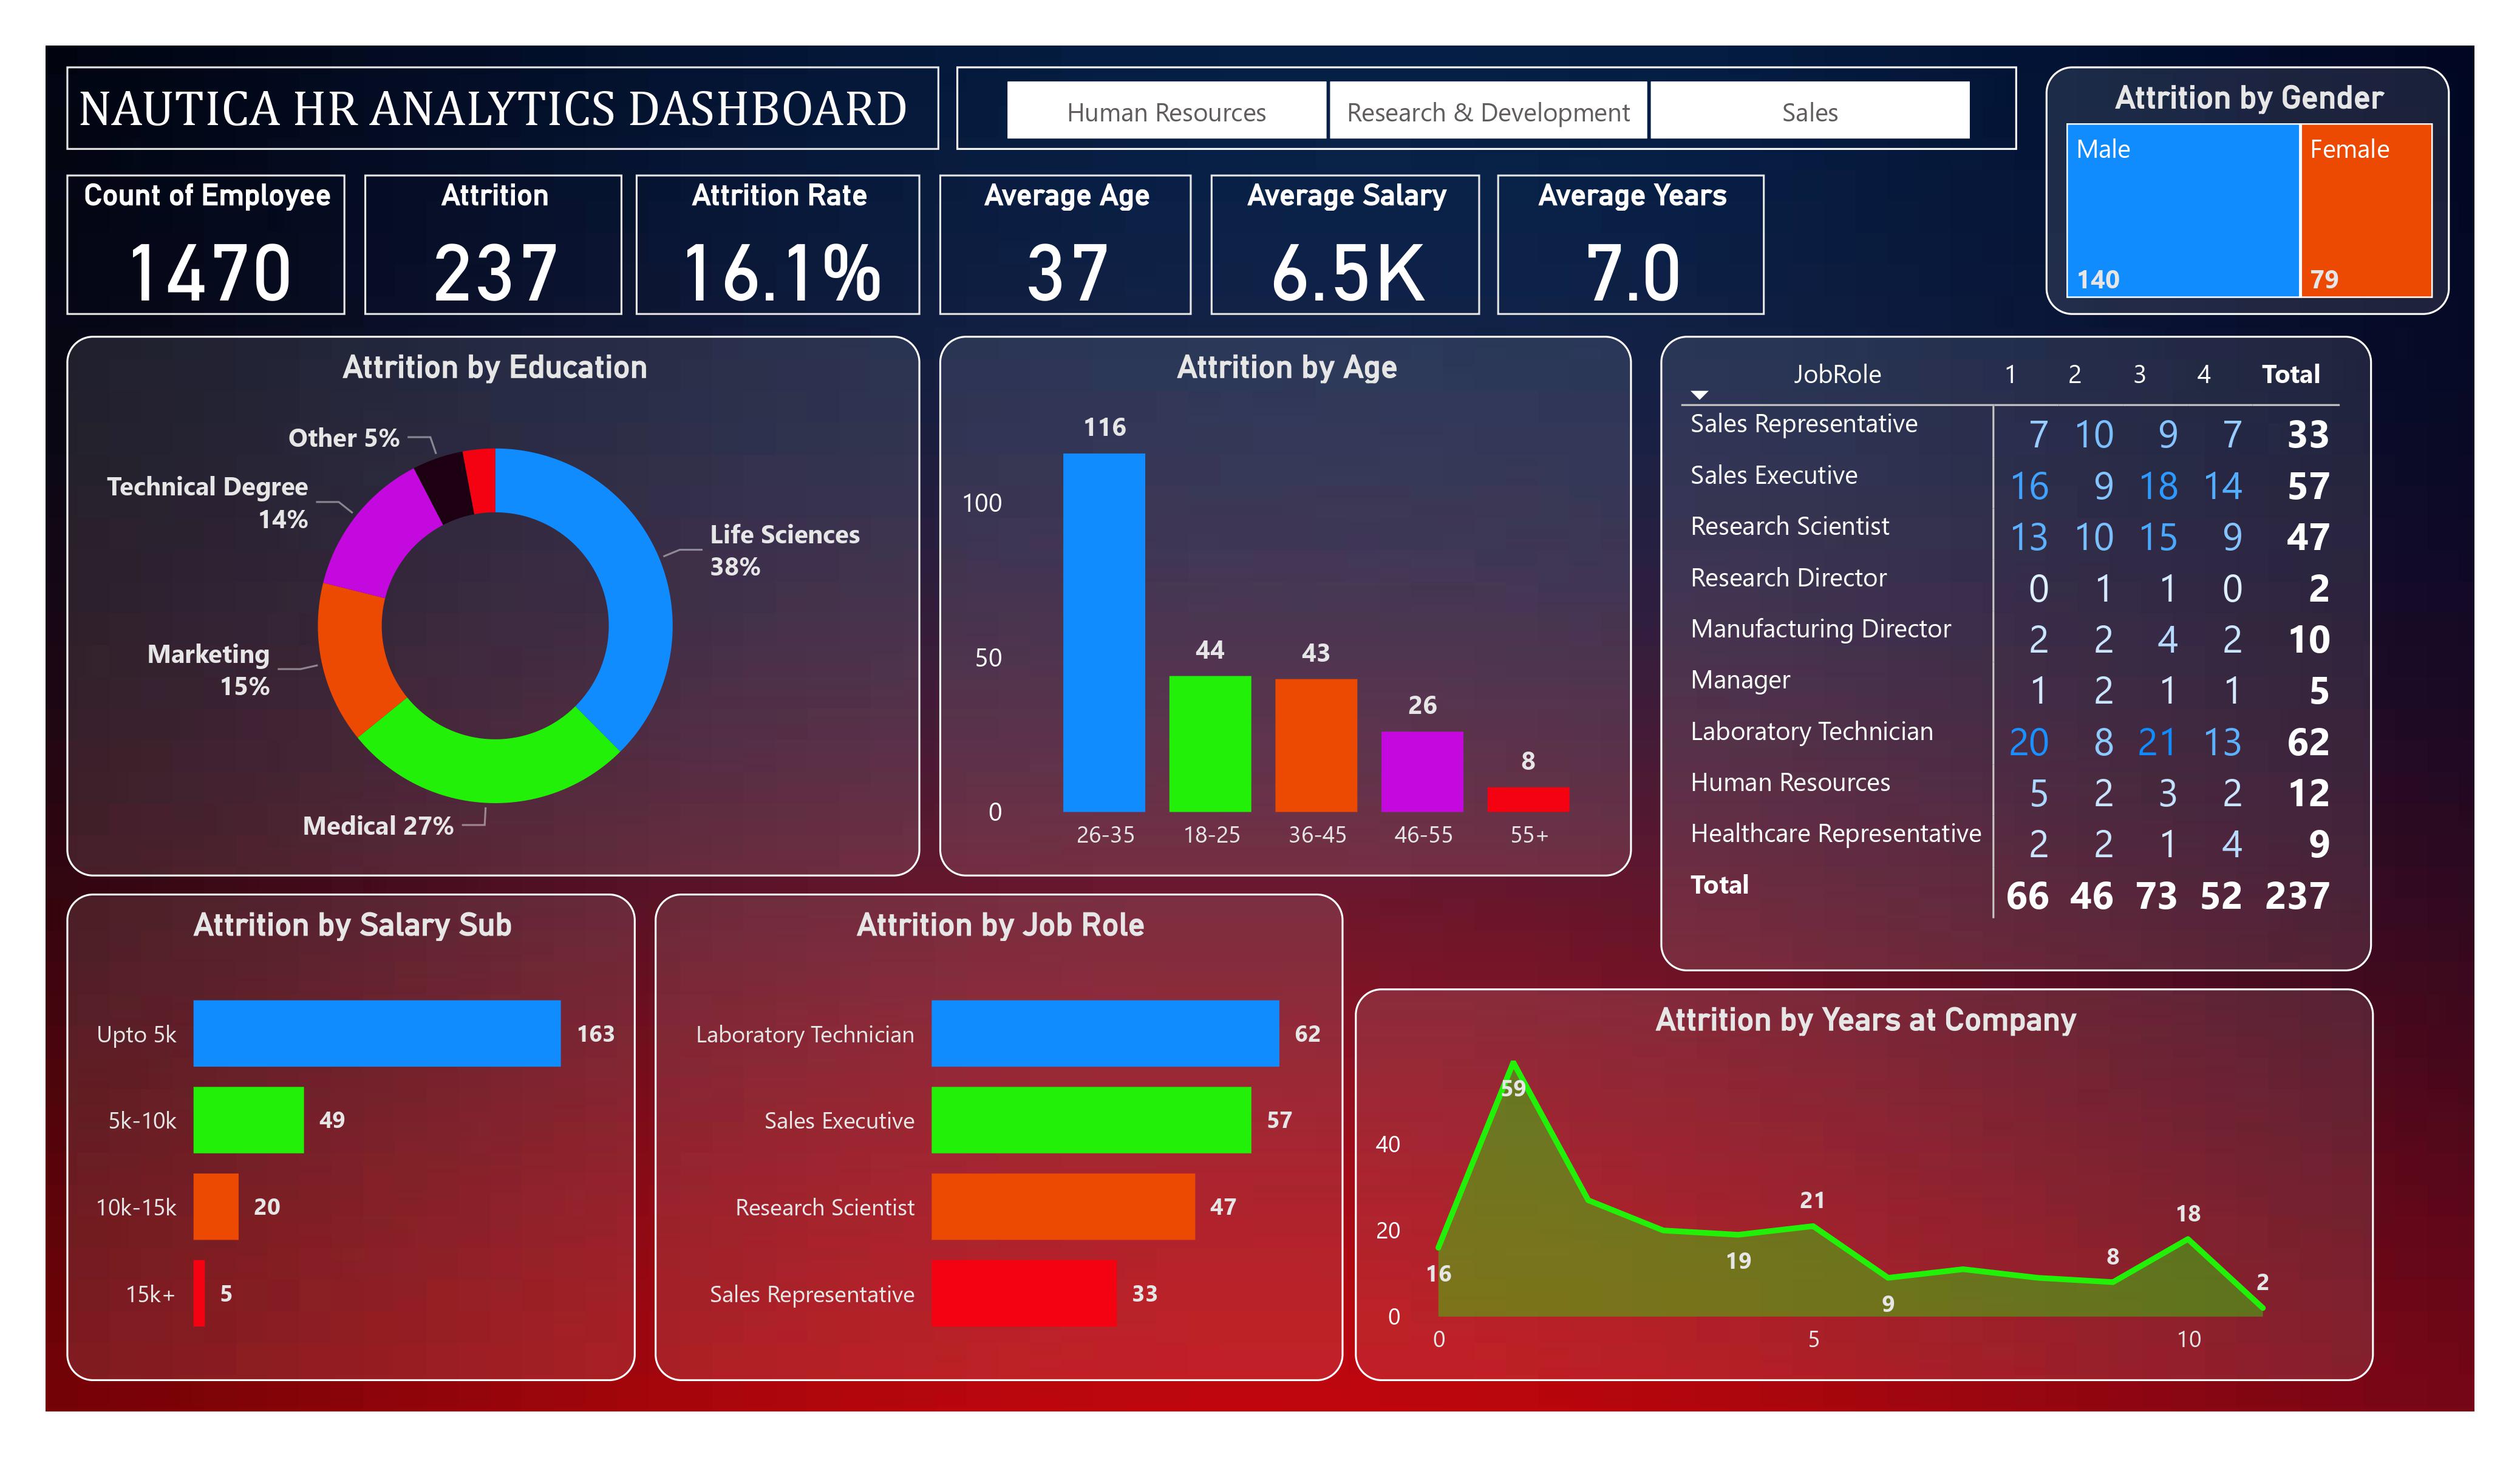 NAUTICA HR ANALYTICS DASHBOARD
Human Resources
Research & Development
Sales
Attrition by Gender
Male
Female
140
79
Count of Employee
1470
Attrition
237
Attrition Rate
16.1%
Average Age
37
Average Salary
6.5K
Average Years
7.0
Attrition by Education
Other 5%
Technical Degree
14%
Life Sciences
38%
Marketing
15%
Medical 27%
Attrition by Age
116
100
44
43
50
26
8
0
26-35 18-25 36-45 46-55 55+
JobRole 1 2 3 4 Total
Sales Representative 7 10 9 7 33
Sales Executive 16 9 18 14 57
Research Scientist 13 10 15 9 47
Research Director 0 1 1 0 2
Manufacturing Director 2 2 4 2 10
Manager 1 2 1 1 5
Laboratory Technician 20 8 21 13 62
Human Resources 5 2 3 2 12
Healthcare Representative 2 2 1 4 9
Total 66 46 73 52 237
Attrition by Salary Sub
Upto 5k 163
5k-10k 49
10k-15k 20
15k+ 5
Attrition by Job Role
Laboratory Technician 62
Sales Executive 57
Research Scientist 47
Sales Representative 33
Attrition by Years at Company
59
40
21
18
20
19
8
16
2
9
0
0 5 10